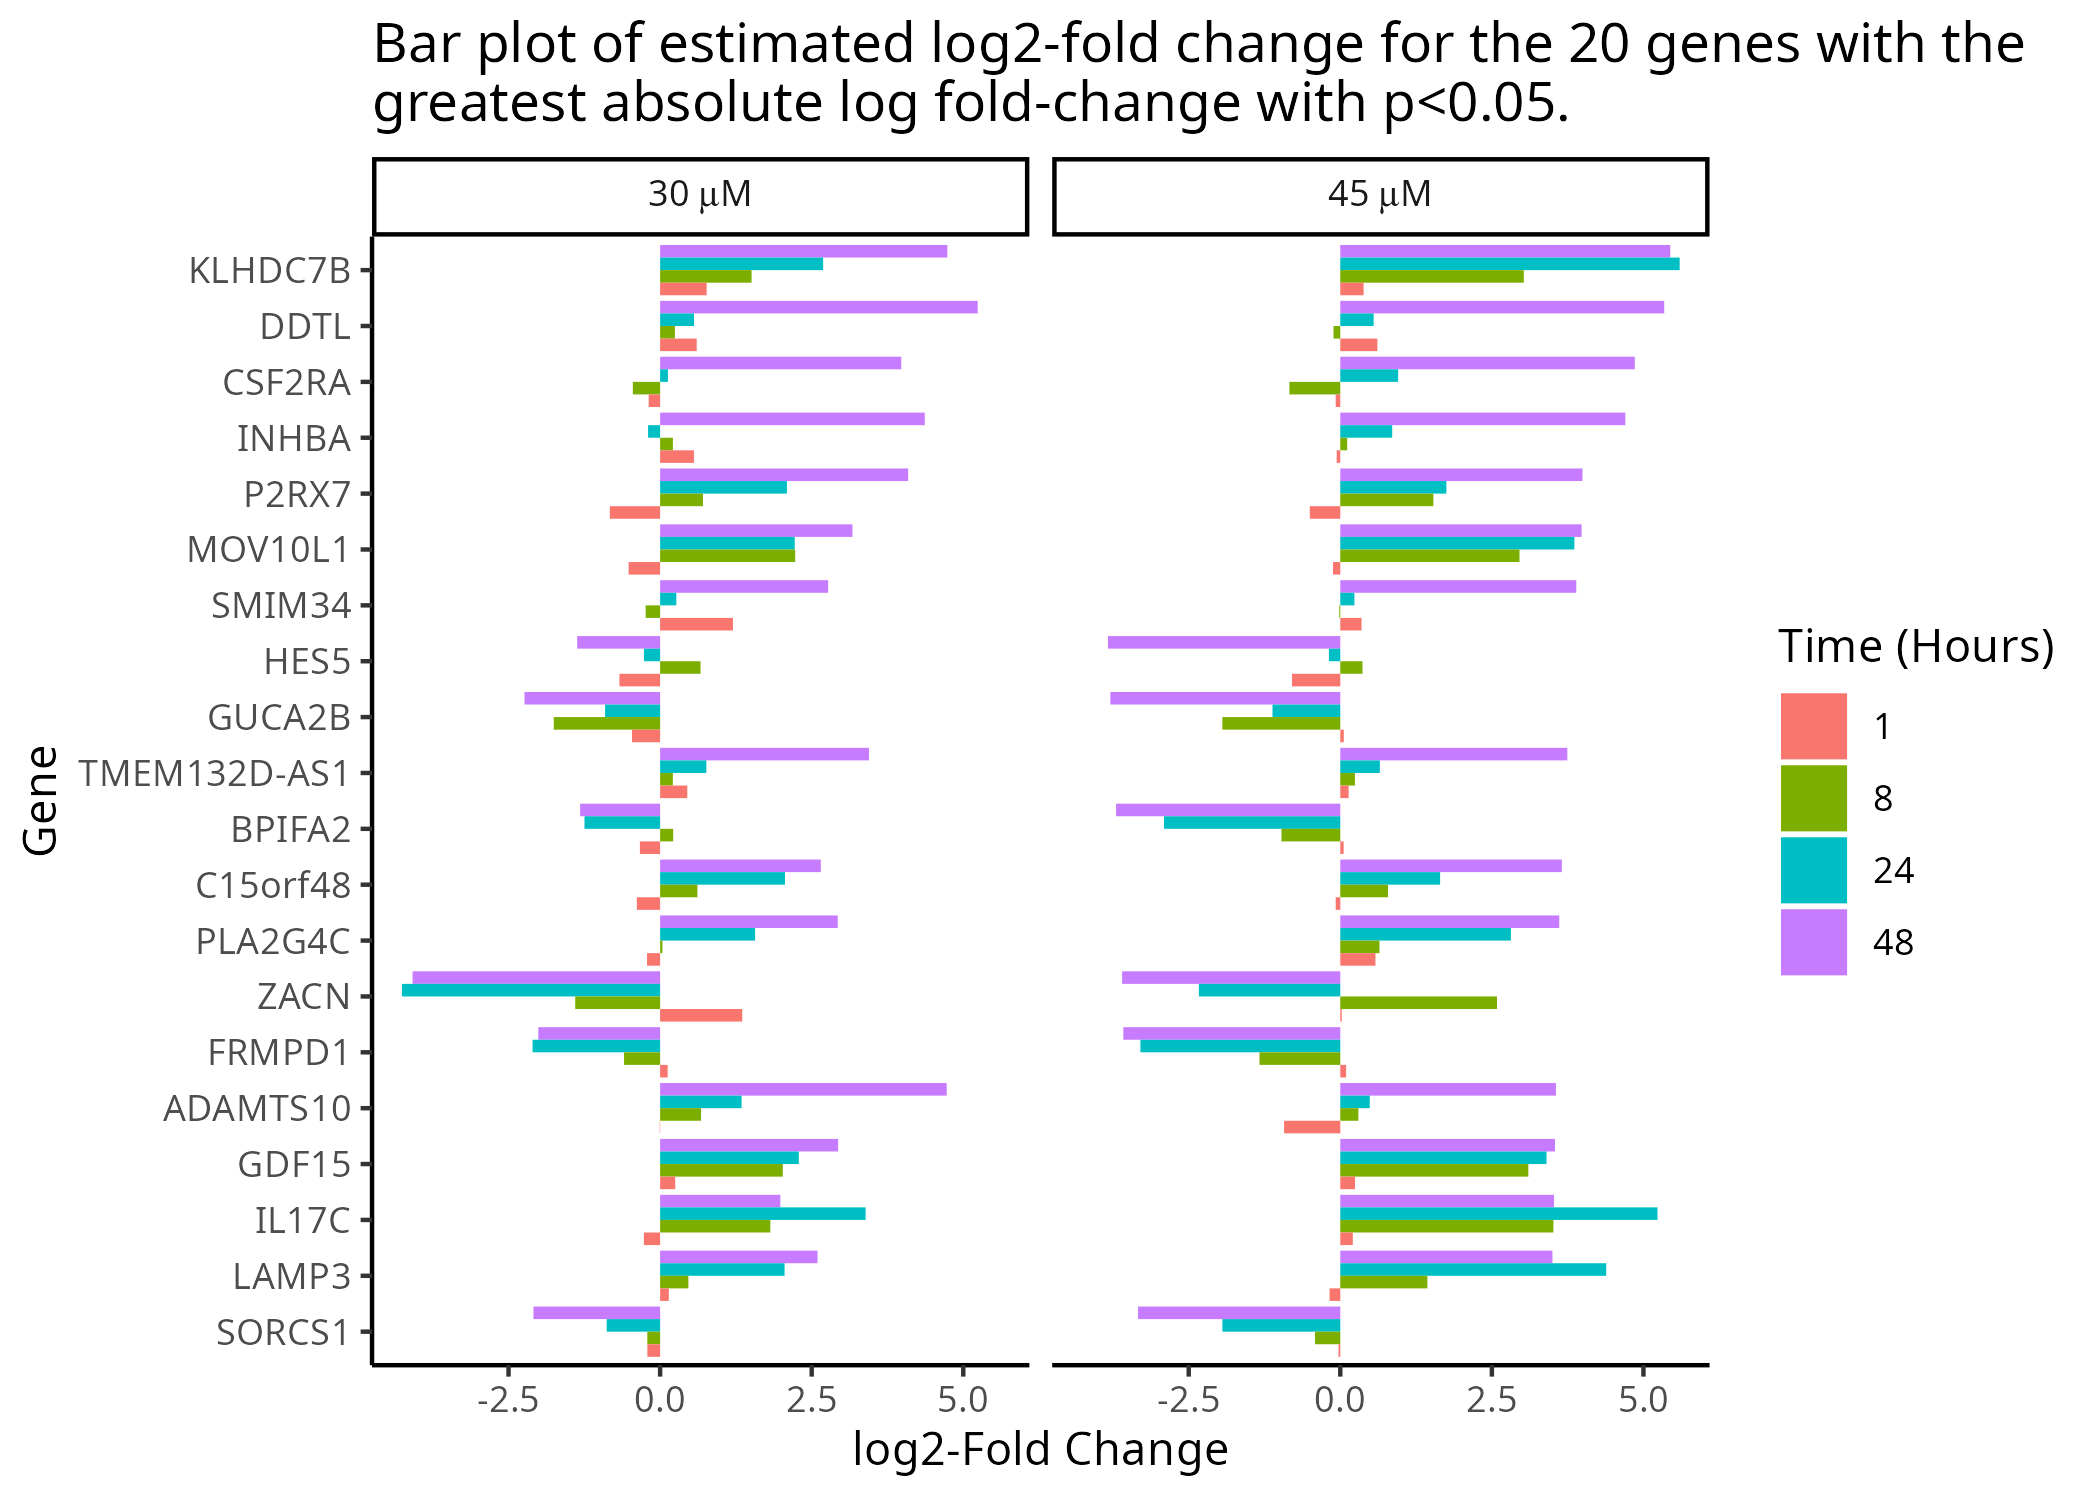 Bar plot of estimated log2-fold change for the 20 genes with the
greatest absolute log fold-change with p<0.05.
30 μM
45 μM
Gene
KLHDC7B
DDTL
CSF2RA
INHBA
P2RX7
MOV10L1
SMIM34
HES5
GUCA2B
TMEM132D-AS1
BPIFA2
C15orf48
PLA2G4C
ZACN
FRMPD1
ADAMTS10
GDF15
IL17C
LAMP3
SORCS1
-2.5 0.0 2.5 5.0
-2.5 0.0 2.5 5.0
log2-Fold Change
Time (Hours)
1
8
24
48